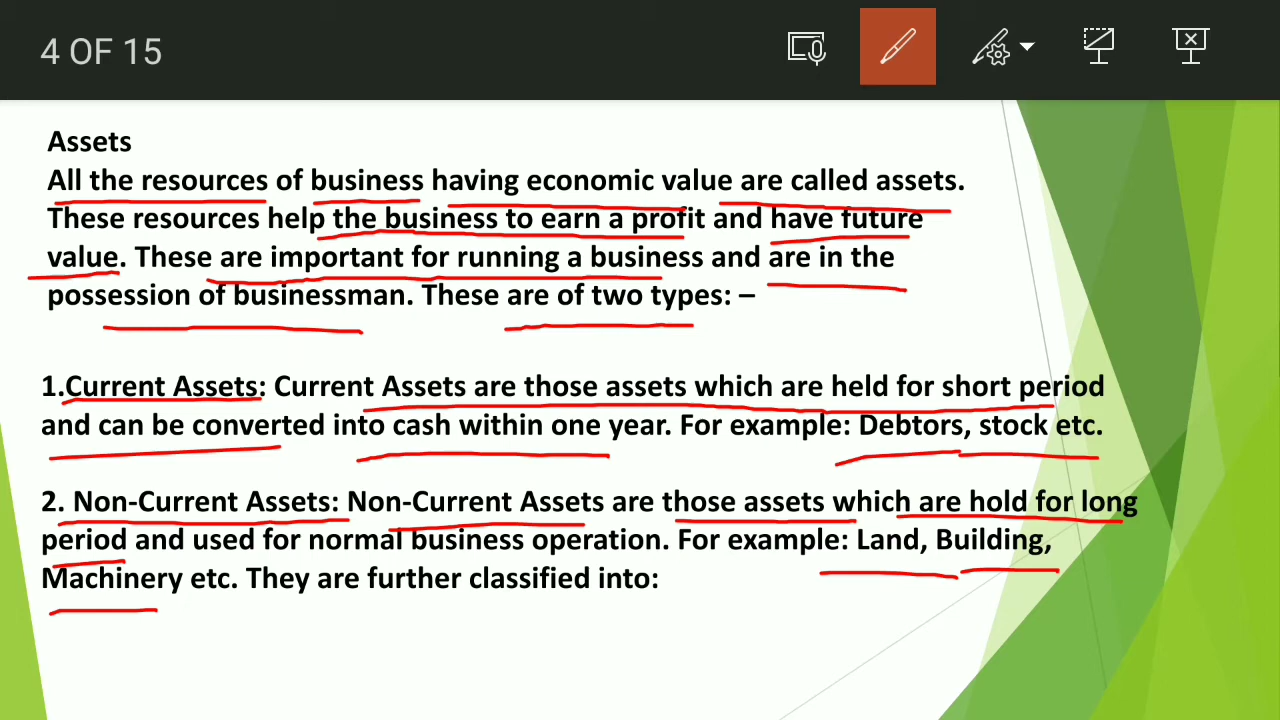 4 OF 15
Assets
All the resources of business having economic value are called assets.
These resources help the business to earn a profit and have future
value. These are important for running a business and are in the
possession of businessman. These are of two types: –
1.Current Assets: Current Assets are those assets which are held for short period
and can be converted into cash within one year. For example: Debtors, stock etc.
2. Non-Current Assets: Non-Current Assets are those assets which are hold for long
period and used for normal business operation. For example: Land, Building,
Machinery etc. They are further classified into: